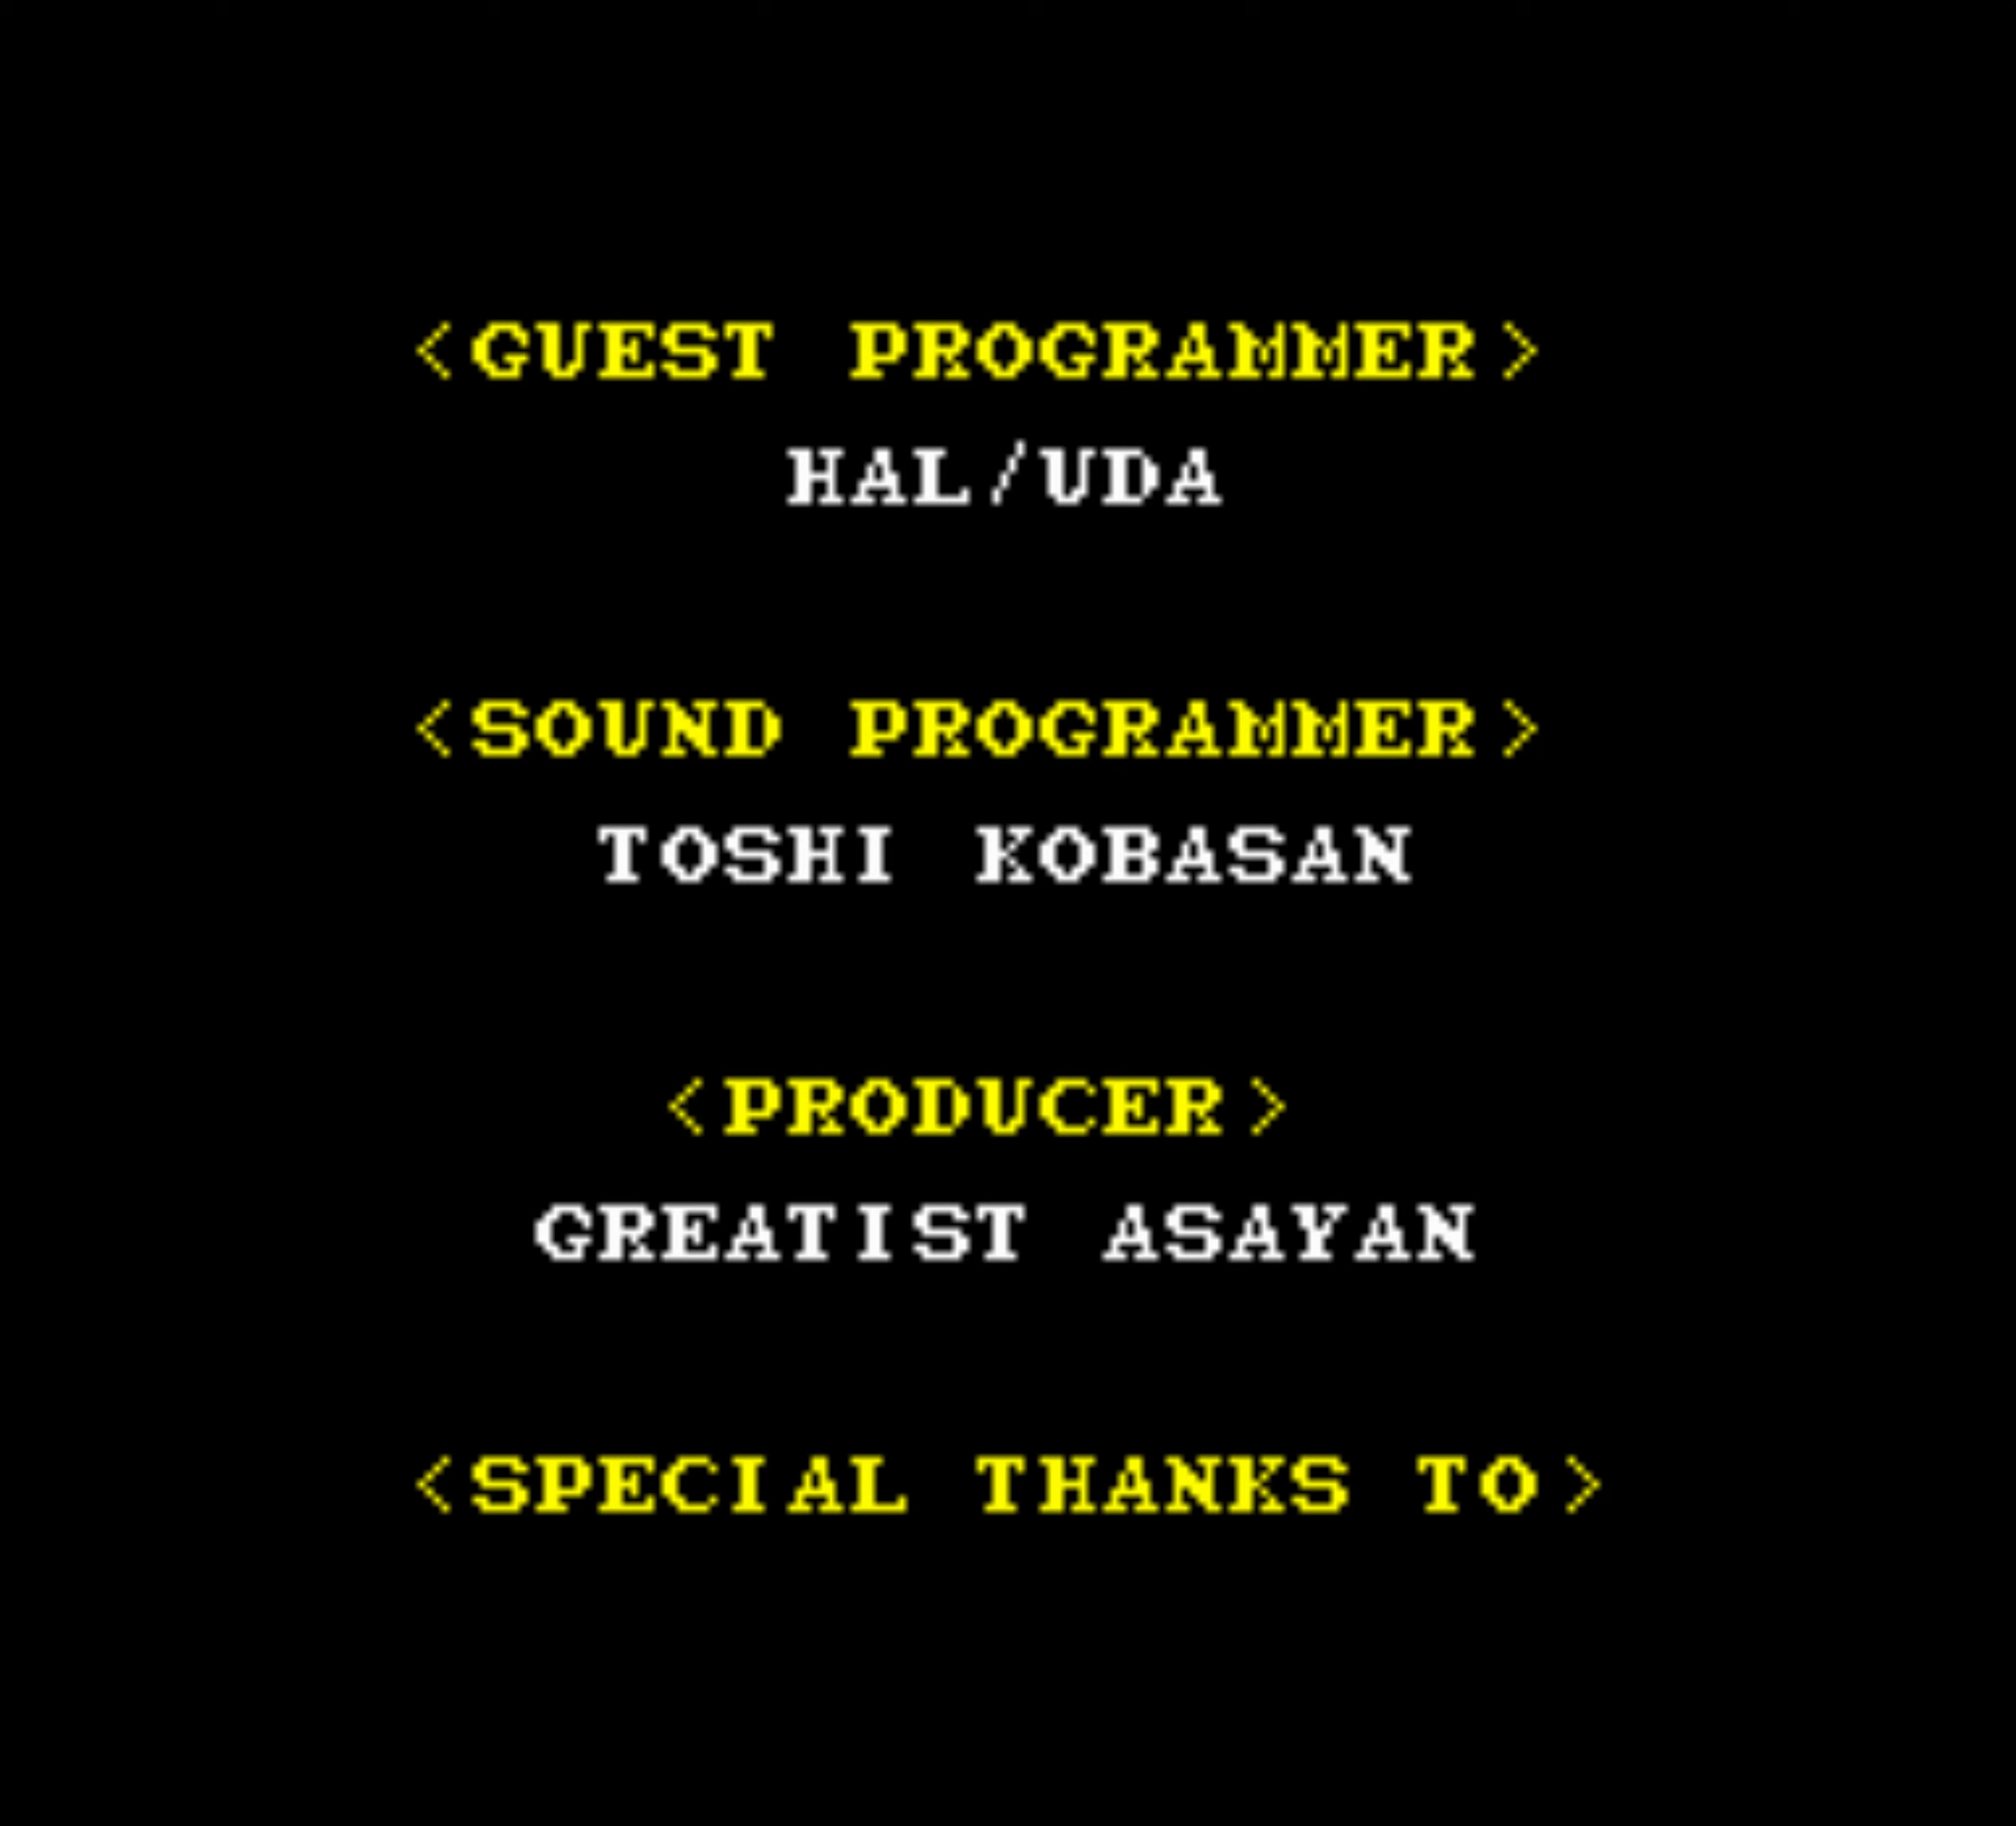 <GUEST PROGRAMMER>
HAL/UDA
<SOUND PROGRAMMER>
TOSHI KOBASAN
<PRODUCER>
GREATIST ASAYAN
<SPECIAL THANKS TO>